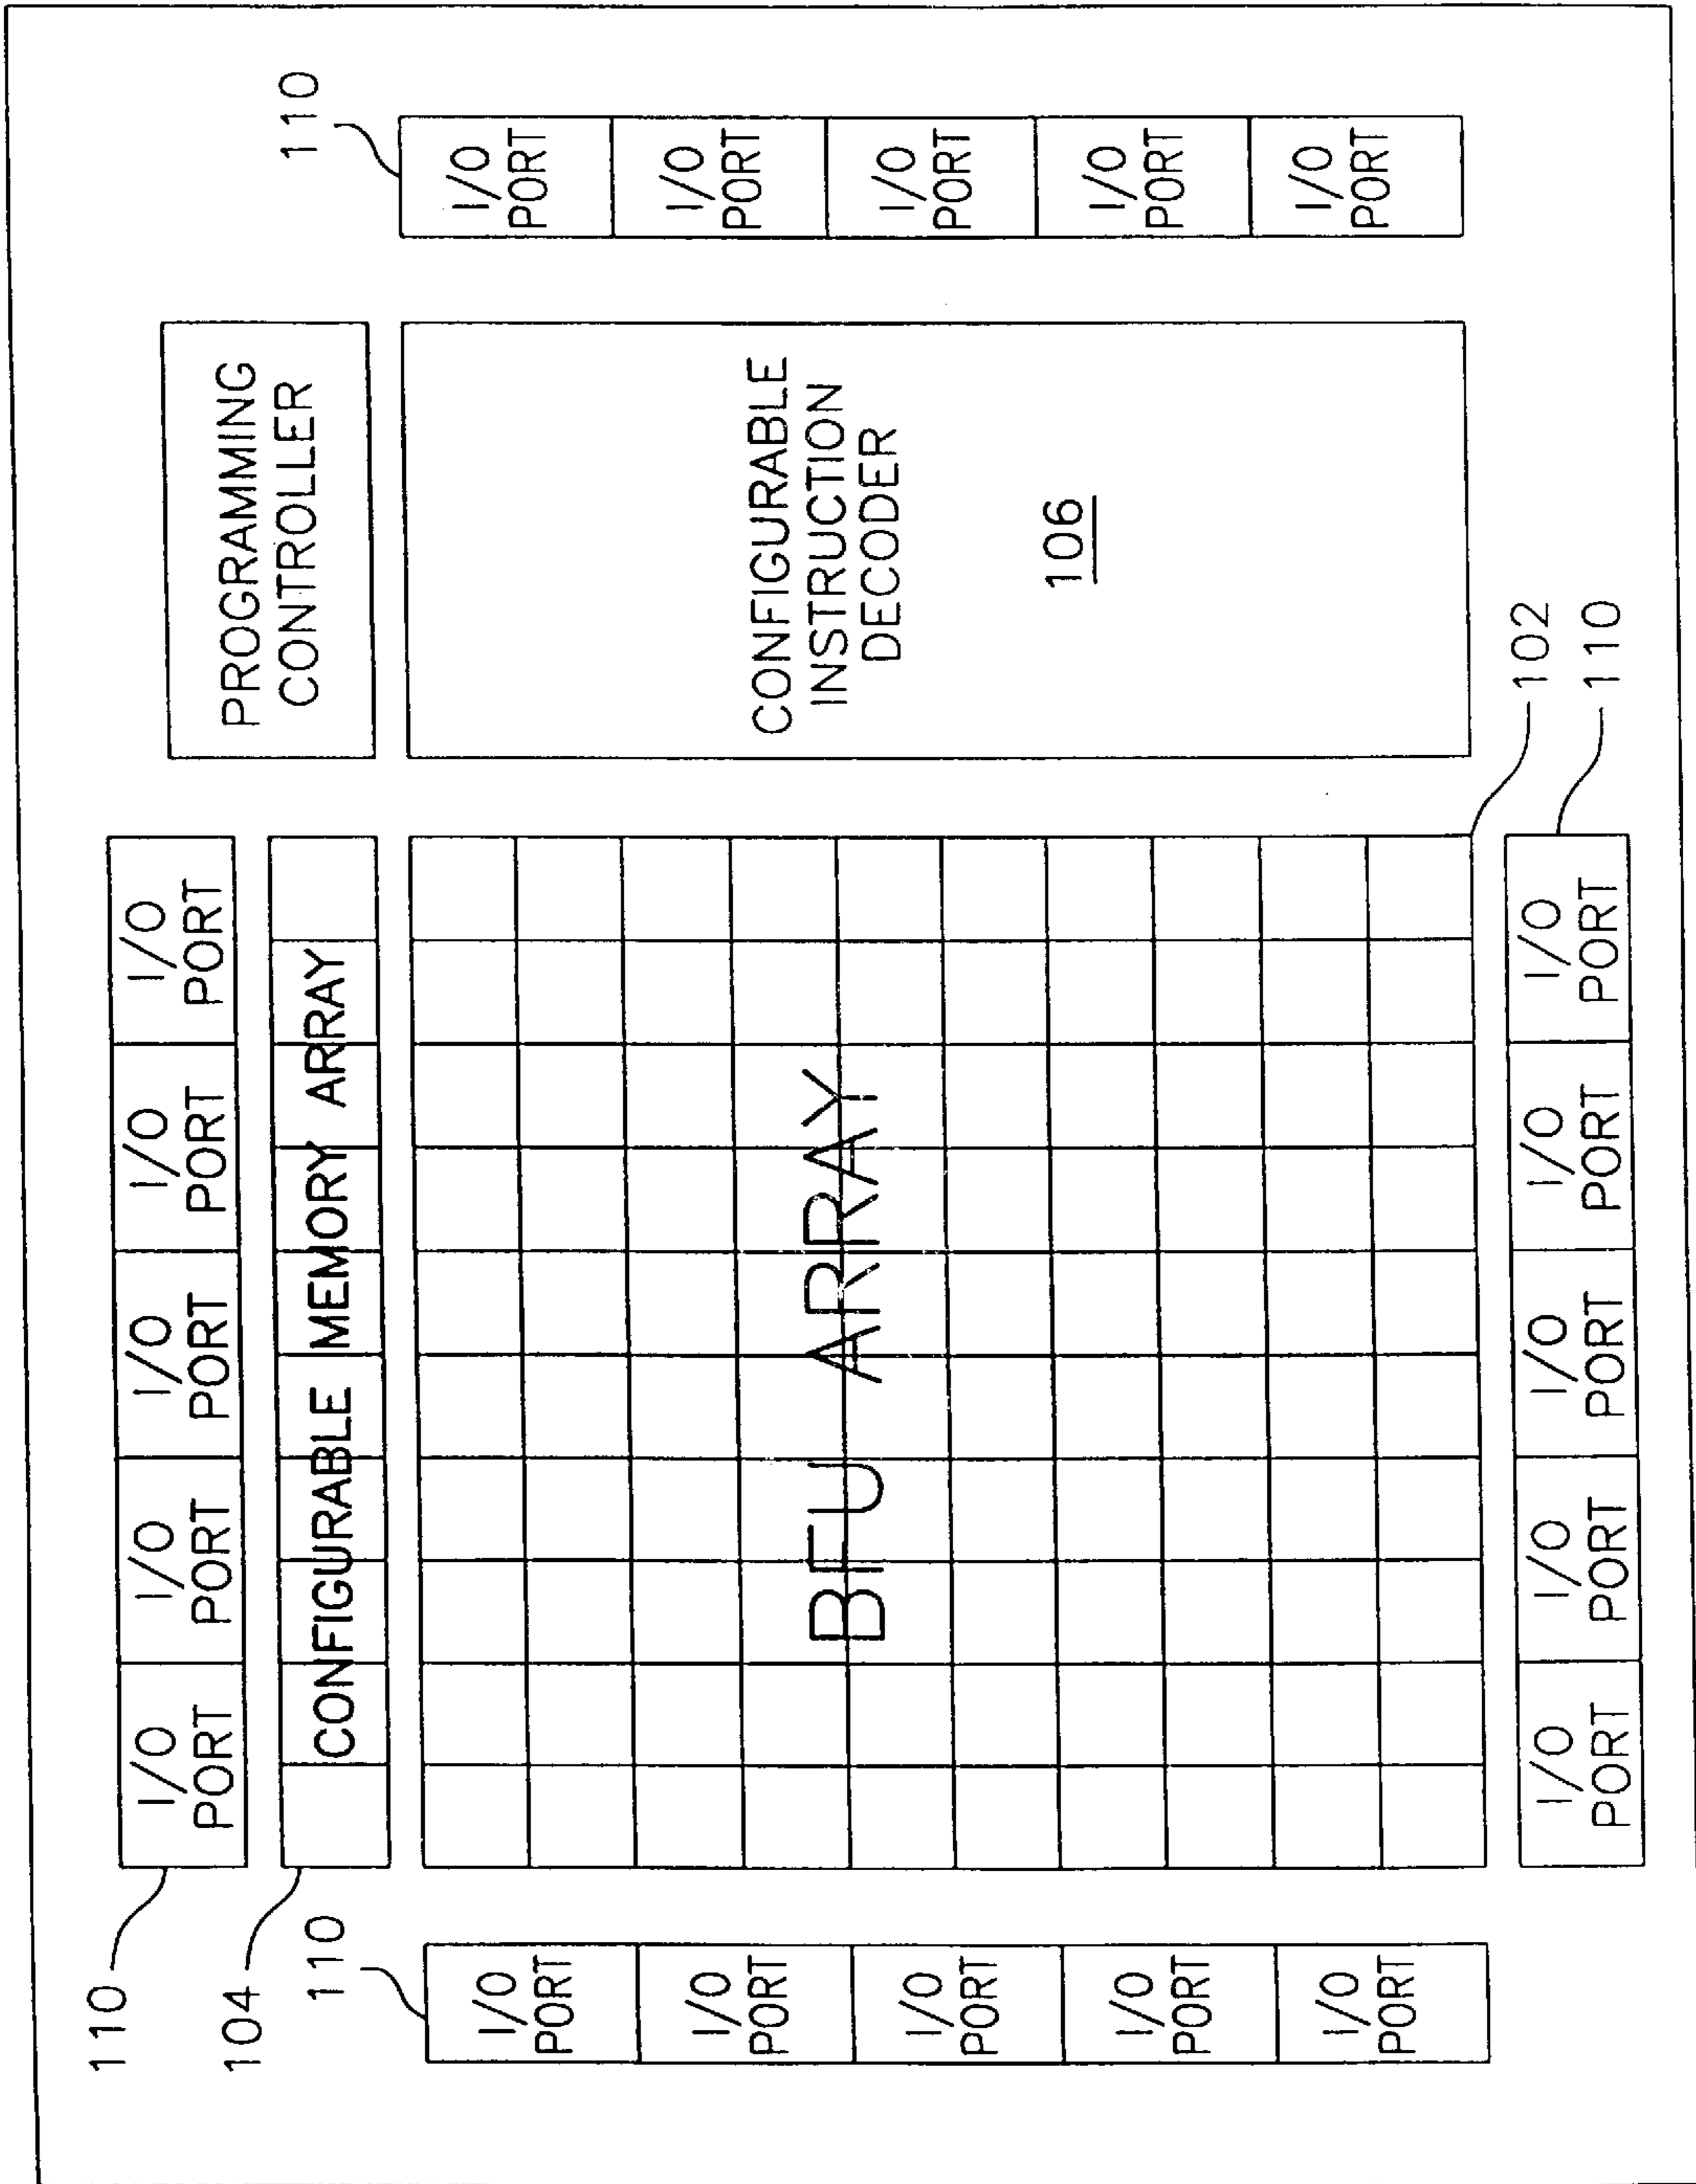 110
I/O
PORT
I/O
PORT
I/O
PORT
I/O
PORT
I/O
PORT
104
CONFIGURABLE MEMORY ARRAY
PROGRAMMING
CONTROLLER
110
110
I/O
PORT
I/O
PORT
I/O
PORT
I/O
PORT
I/O
PORT
BFU ARRAY
CONFIGURABLE
INSTRUCTION
DECODER
106
I/O
PORT
I/O
PORT
I/O
PORT
I/O
PORT
I/O
PORT
102
I/O
PORT
I/O
PORT
I/O
PORT
I/O
PORT
I/O
PORT
110